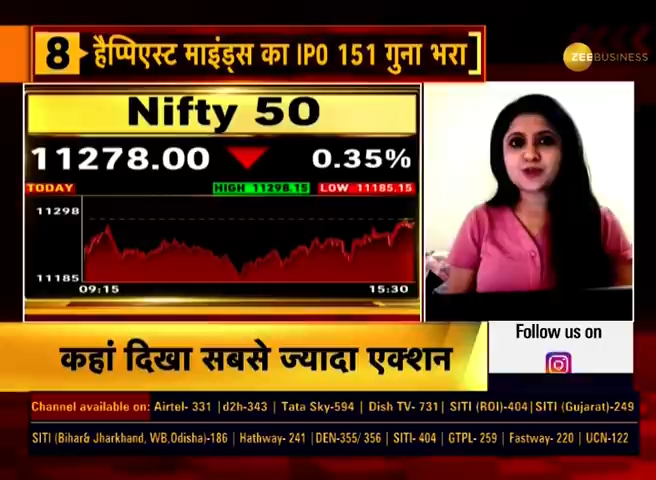 8 हैप्पिएस्ट माइंड्स का IPO 151 गुना भरा
ZEE BUSINESS
Nifty 50
11278.00 0.35%
TODAY HIGH 11298.15 LOW 11185.15
11298
11185
09:15 15:30
Follow us on
कहां दिखा सबसे ज्यादा एक्शन
Channel available on: Airtel- 331 |d2h-343 | Tata Sky-594 | Dish TV- 731| SITI (ROI)-404| SITI (Gujarat)-249
SITI (Bihar& Jharkhand, WB,Odisha)-186 | Hathway- 241 |DEN-355/ 356 | SITI- 404 | GTPL- 259 | Fastway- 220 | UCN-122